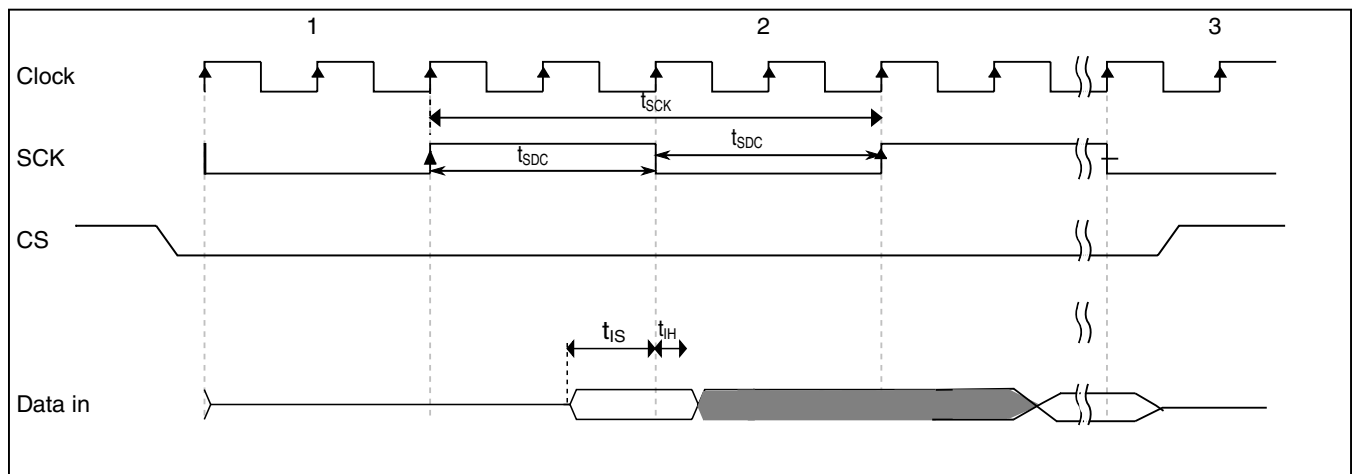 1 2 3
Clock
tSCK
SCK tSDC tSDC
CS
tIS tIH
Data in